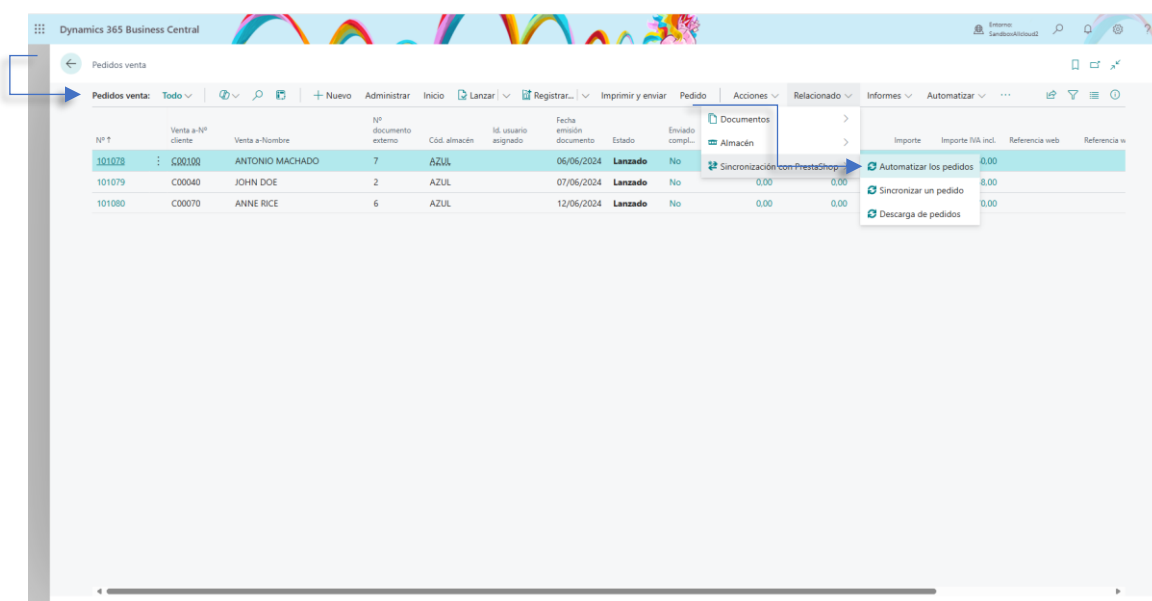 Dynamics 365 Business Central
Entorno:
SandboxAitcloud2
Pedidos venta
Pedidos venta: Todo Nuevo Administrar Inicio Lanzar Registrar... Imprimir y enviar Pedido Acciones Relacionado Informes Automatizar ...
Documentos
Almacén
Sincronización con PrestaShop
Automatizar los pedidos
Sincronizar un pedido
Descarga de pedidos
Nº ↑ Venta a-Nº cliente Venta a-Nombre Nº documento externo Cód. almacén Id. usuario asignado Fecha emisión documento Estado Enviado compl... Importe Importe IVA incl. Referencia web Referencia w
101078 C00100 ANTONIO MACHADO 7 AZUL 06/06/2024 Lanzado No 0.00
101079 C00040 JOHN DOE 2 AZUL 07/06/2024 Lanzado No 0.00 0.00 8.00
101080 C00070 ANNE RICE 6 AZUL 12/06/2024 Lanzado No 0.00 0.00 0.00